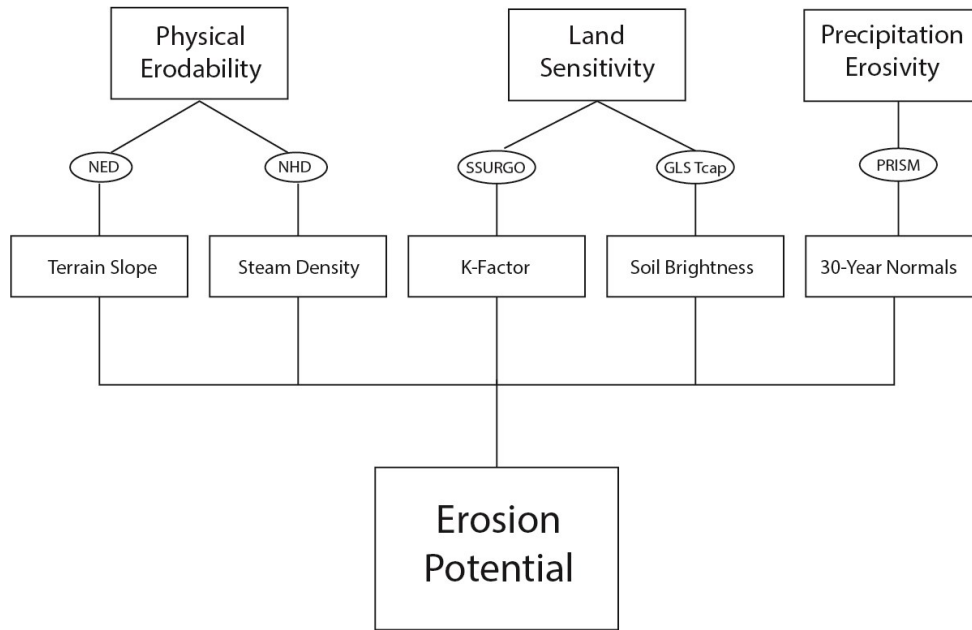 Physical
Erodability
Land
Sensitivity
Precipitation
Erosivity
NED
NHD
SSURGO
GLS Tcap
PRISM
Terrain Slope
Steam Density
K-Factor
Soil Brightness
30-Year Normals
Erosion
Potential